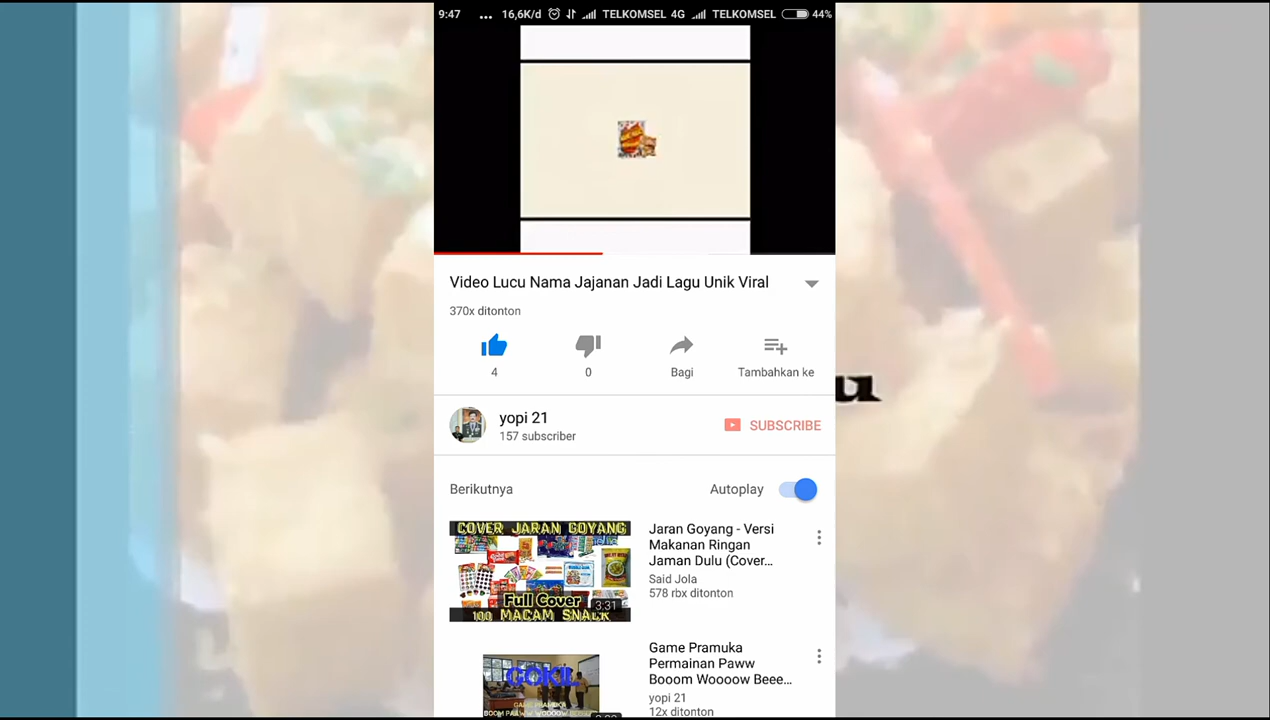 9:47 ... 16,6K/d TELKOMSEL 4G TELKOMSEL 44%
Video Lucu Nama Jajanan Jadi Lagu Unik Viral
370x ditonton
4
0
Bagi
Tambahkan ke
u
yopi 21
157 subscriber
SUBSCRIBE
Berikutnya
Autoplay
COVER JARAN GOYANG
Full Cover
3:31
100 MACAM SNACK
Jaran Goyang - Versi
Makanan Ringan
Jaman Dulu (Cover...
Said Jola
578 rbx ditonton
GOKIL
GAME PRAMUKA
Game Pramuka
Permainan Paww
Booom Woooow Beee...
yopi 21
12x ditonton